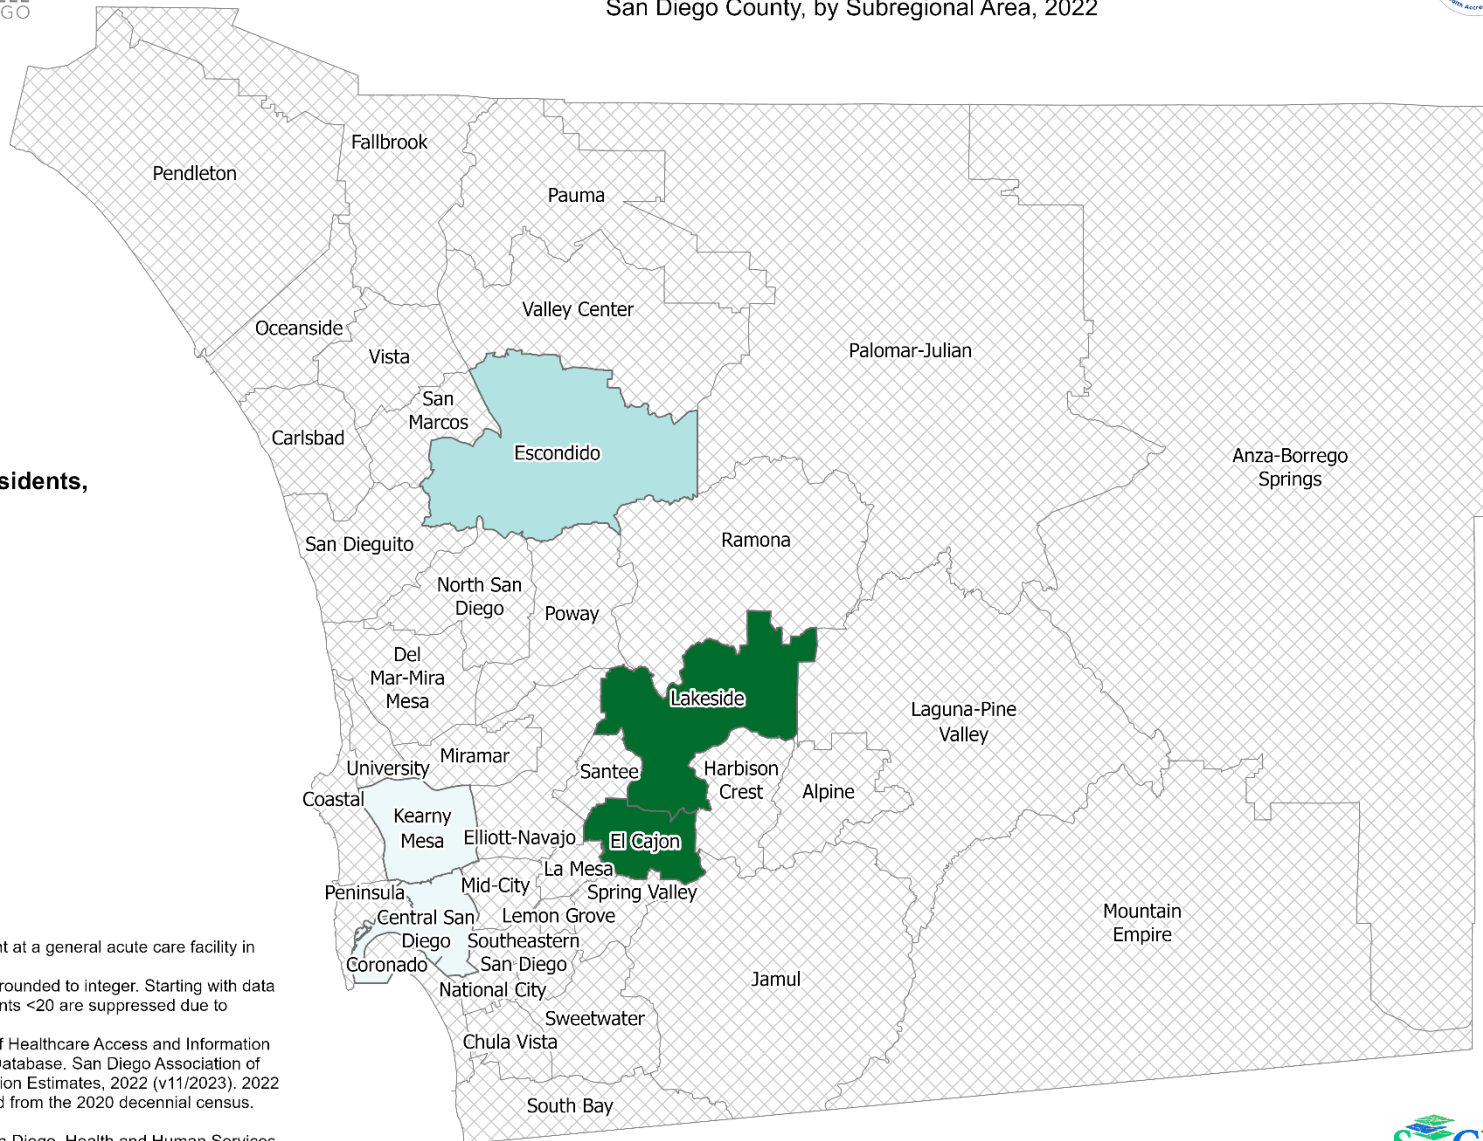 GO
San Diego County, by Subregional Area, 2022
Fallbrook
Pendleton
Pauma
Valley Center
Oceanside
Vista
Palomar-Julian
San
Marcos
Carlsbad
Escondido
Anza-Borrego
Springs
sidents,
San Dieguito
Ramona
North San
Diego
Poway
Del
Mar-Mira
Mesa
Lakeside
Laguna-Pine
Valley
Miramar
University
Santee
Harbison
Crest
Alpine
Coastal
Kearny
Mesa
Elliott-Navajo
El Cajon
La Mesa
Mid-City
Peninsula
Spring Valley
Central San
Diego
Lemon Grove
Mountain
Empire
Southeastern
San Diego
Coronado
Jamul
National City
Sweetwater
Chula Vista
South Bay
nt at a general acute care facility in
rounded to integer. Starting with data
nts <20 are suppressed due to
f Healthcare Access and Information
Database. San Diego Association of
ion Estimates, 2022 (v11/2023). 2022
d from the 2020 decennial census.
n Diego, Health and Human Services